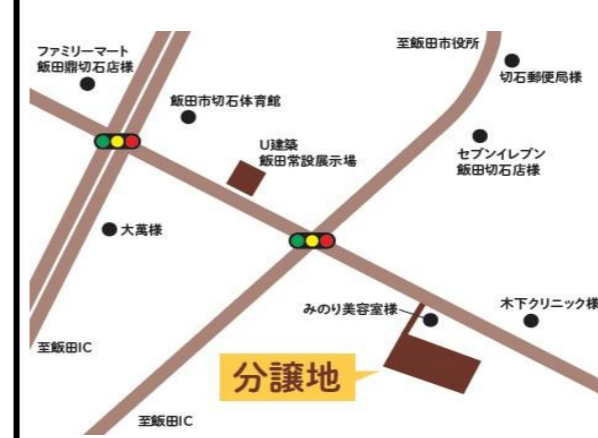 ファミリーマート
飯田鼎切石店様
飯田市切石体育館
U建築
飯田常設展示場
至飯田市役所
切石郵便局様
セブンイレブン
飯田切石店様
大萬様
みのり美容室様
木下クリニック様
分譲地
至飯田IC
至飯田IC